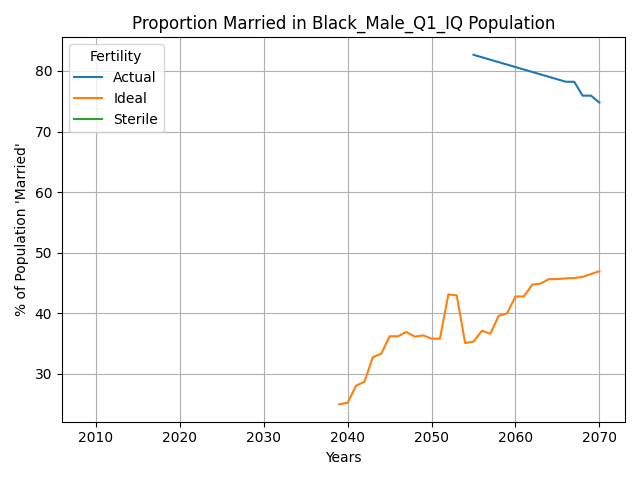 Proportion Married in Black_Male_Q1_IQ Population
Fertility
Actual
Ideal
Sterile
% of Population 'Married'
80
70
60
50
40
30
2010 2020 2030 2040 2050 2060 2070
Years